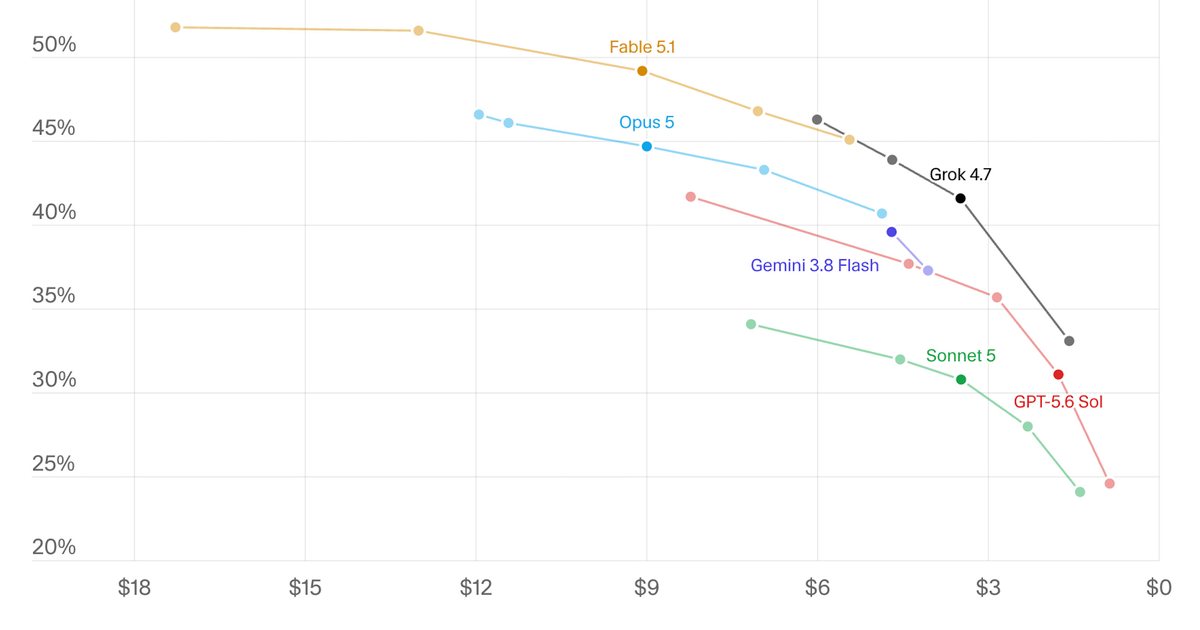 50%
Fable 5.1
45%
Opus 5
40%
Grok 4.7
Gemini 3.8 Flash
35%
Sonnet 5
30%
GPT-5.6 Sol
25%
20%
$18
$15
$12
$9
$6
$3
$0